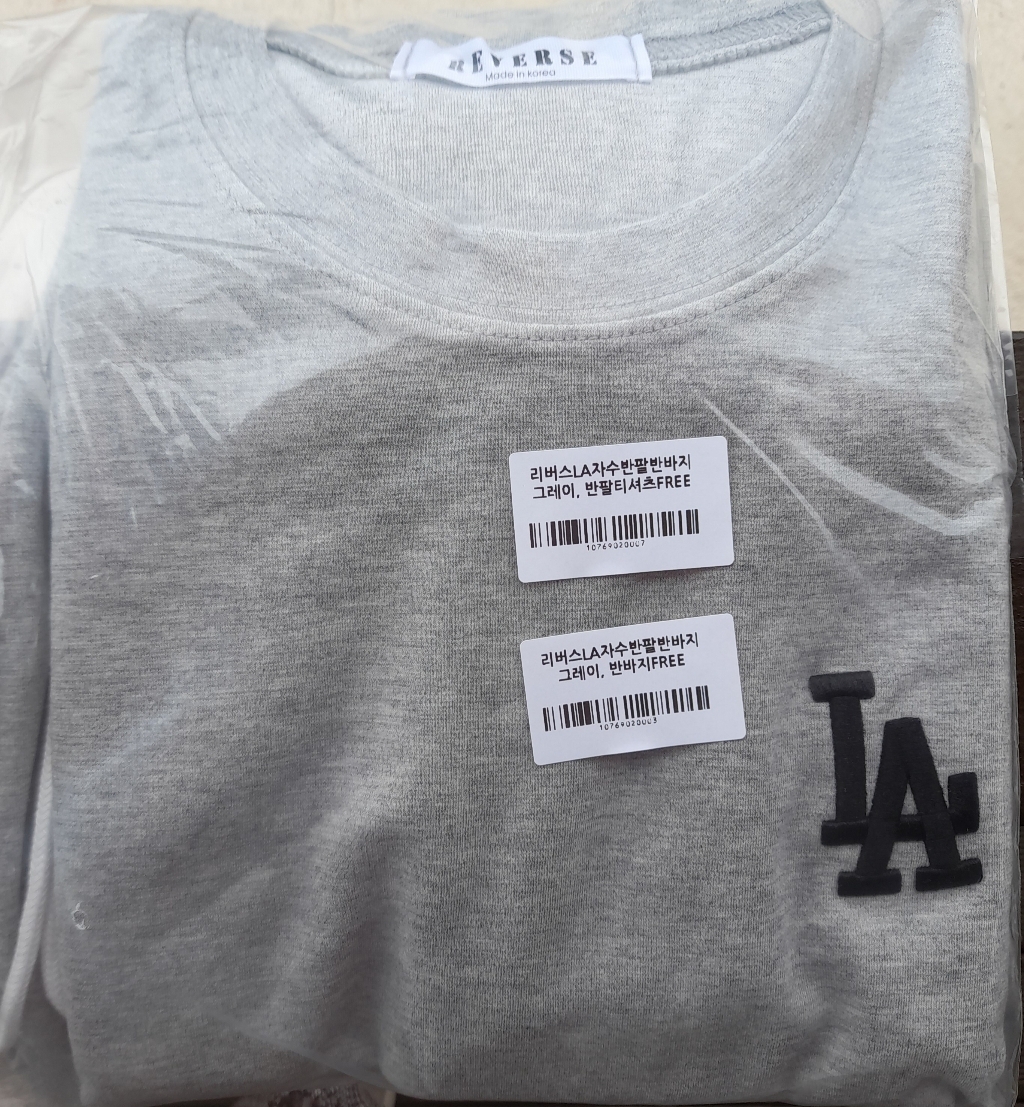 REVERSE
Made in korea
리버스LA자수반팔반바지
그레이, 반팔티셔츠FREE
10769020007
리버스LA자수반팔반바지
그레이, 반바지FREE
10769020003
LA